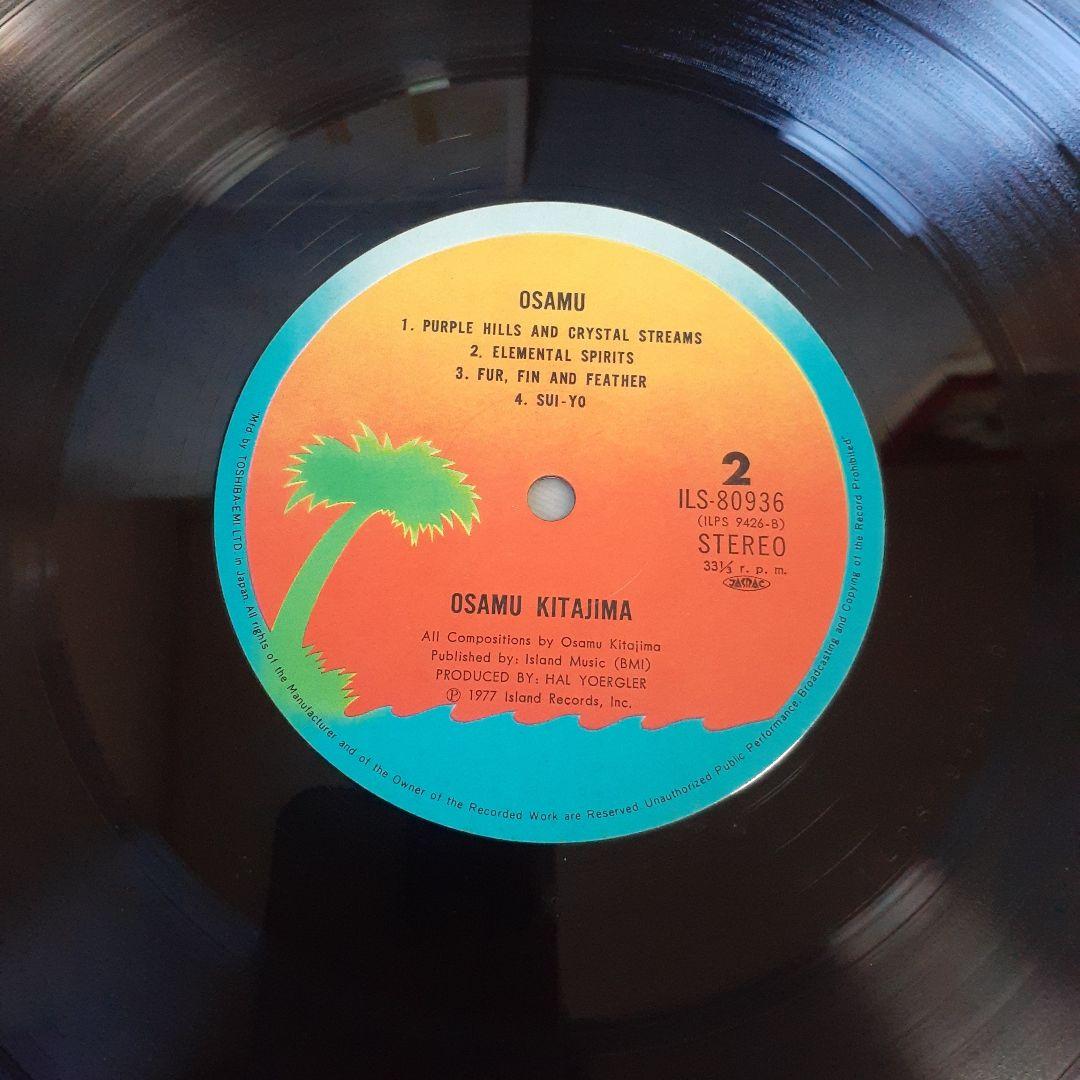 OSAMU
1. PURPLE HILLS AND CRYSTAL STREAMS
2. ELEMENTAL SPIRITS
3. FUR, FIN AND FEATHER
4. SUI-YO
2
ILS-80936
(ILPS 9426-B)
STEREO
33⅓ r. p. m.
JASRAC
OSAMU KITAJIMA
All Compositions by Osamu Kitajima
Published by: Island Music (BMI)
PRODUCED BY: HAL YOERGLER
℗ 1977 Island Records, Inc.
"Mfd by TOSHIBA-EMI LTD. in Japan. All rights of the Manufacturer and of the Owner of the Recorded Work are Reserved Unauthorized Public Performance. Broadcasting and Copying of the Record Prohibited"